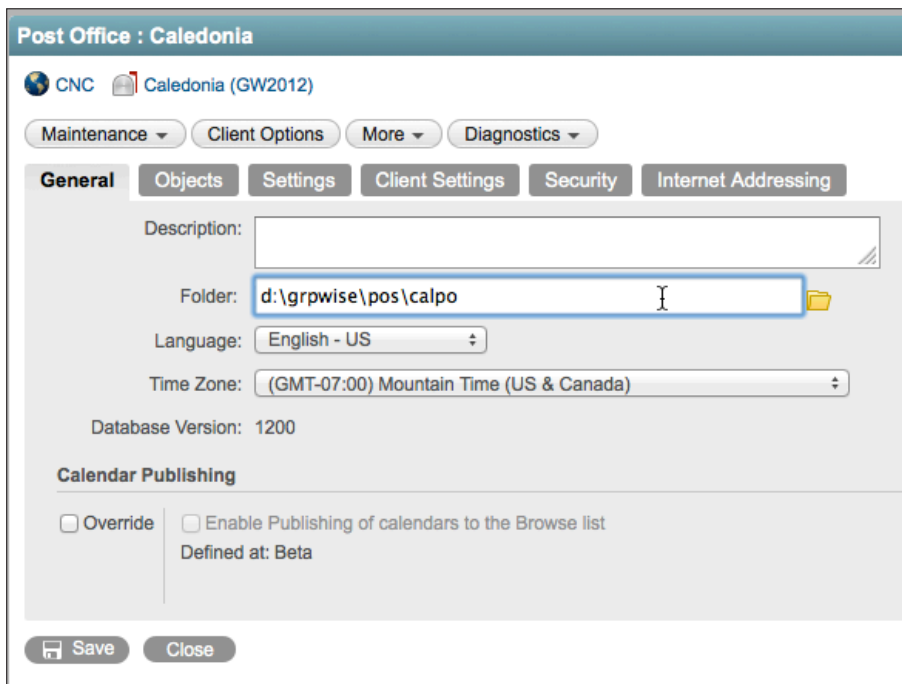 Post Office : Caledonia
CNC Caledonia (GW2012)
Maintenance Client Options More Diagnostics
General Objects Settings Client Settings Security Internet Addressing
Description:
Folder: d:\grpwise\pos\calpo
Language: English - US
Time Zone: (GMT-07:00) Mountain Time (US & Canada)
Database Version: 1200
Calendar Publishing
Override Enable Publishing of calendars to the Browse list
Defined at: Beta
Save Close